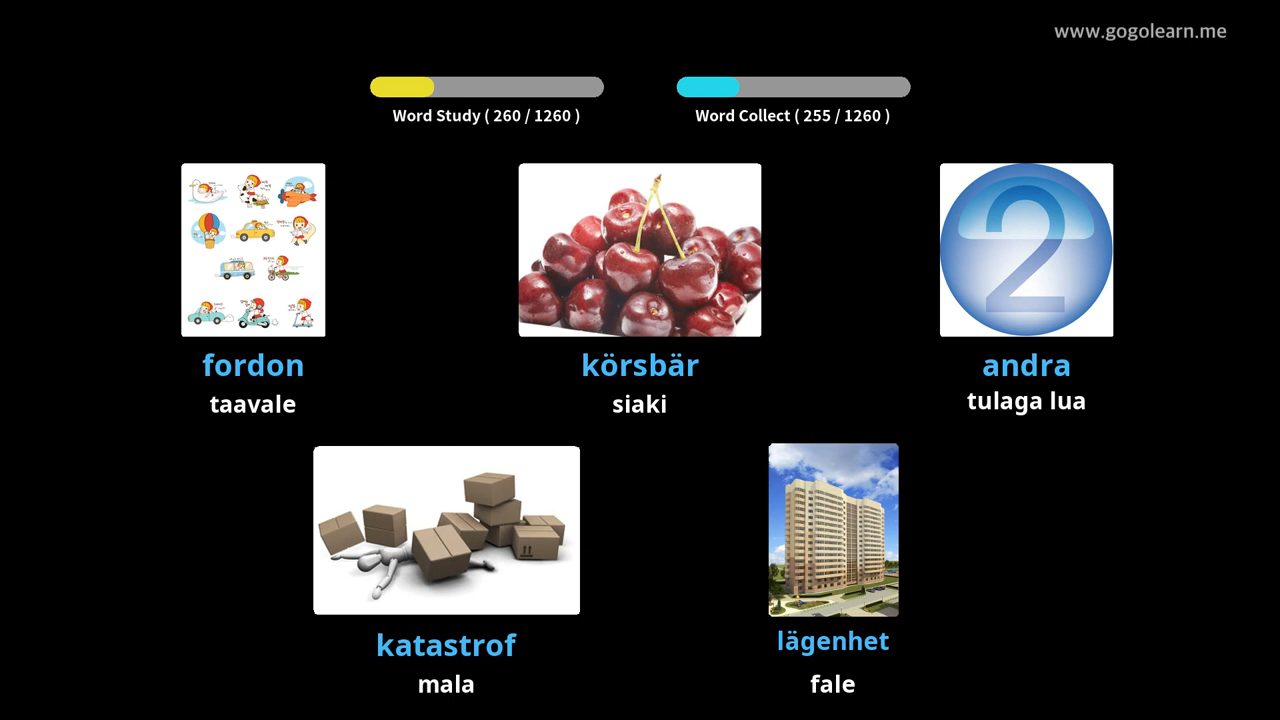 www.gogolearn.me
Word Study ( 260 / 1260 )
Word Collect ( 255 / 1260 )
2
fordon
körsbär
andra
taavale
siaki
tulaga lua
katastrof
lägenhet
mala
fale